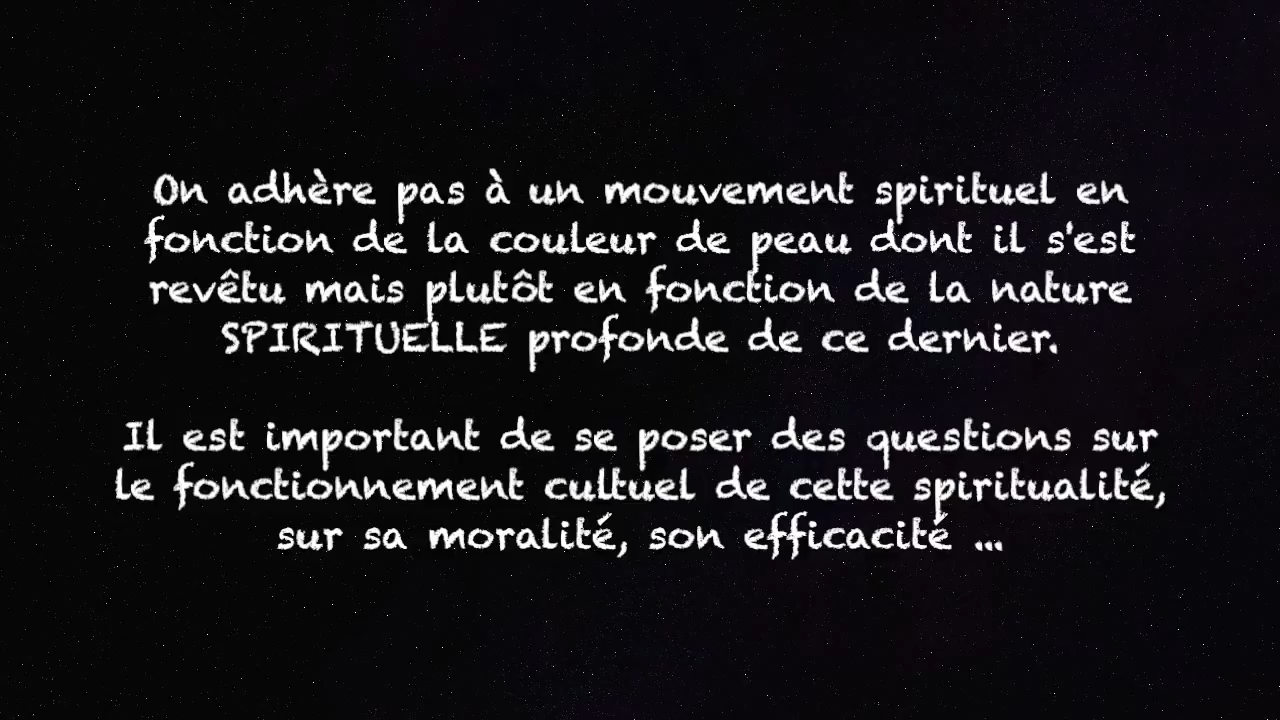 On adhère pas à un mouvement spirituel en
fonction de la couleur de peau dont il s'est
revêtu mais plutôt en fonction de la nature
SPIRITUELLE profonde de ce dernier.
Il est important de se poser des questions sur
le fonctionnement cultuel de cette spiritualité,
sur sa moralité, son efficacité ...